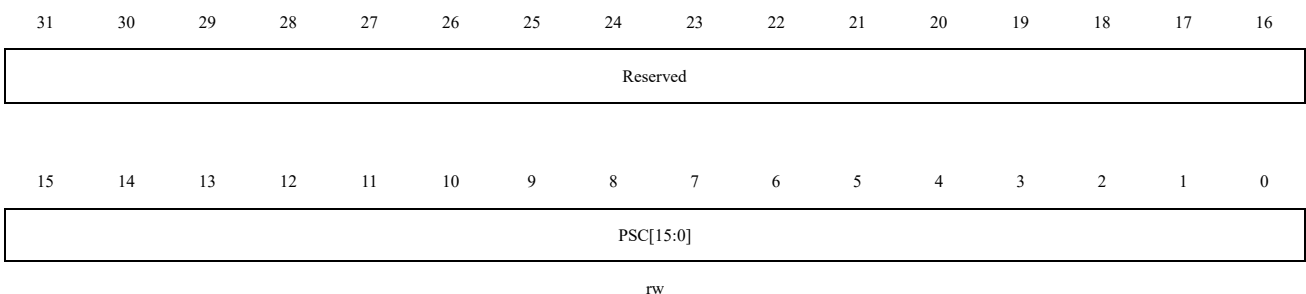 31 30 29 28 27 26 25 24 23 22 21 20 19 18 17 16
Reserved
15 14 13 12 11 10 9 8 7 6 5 4 3 2 1 0
PSC[15:0]
rw